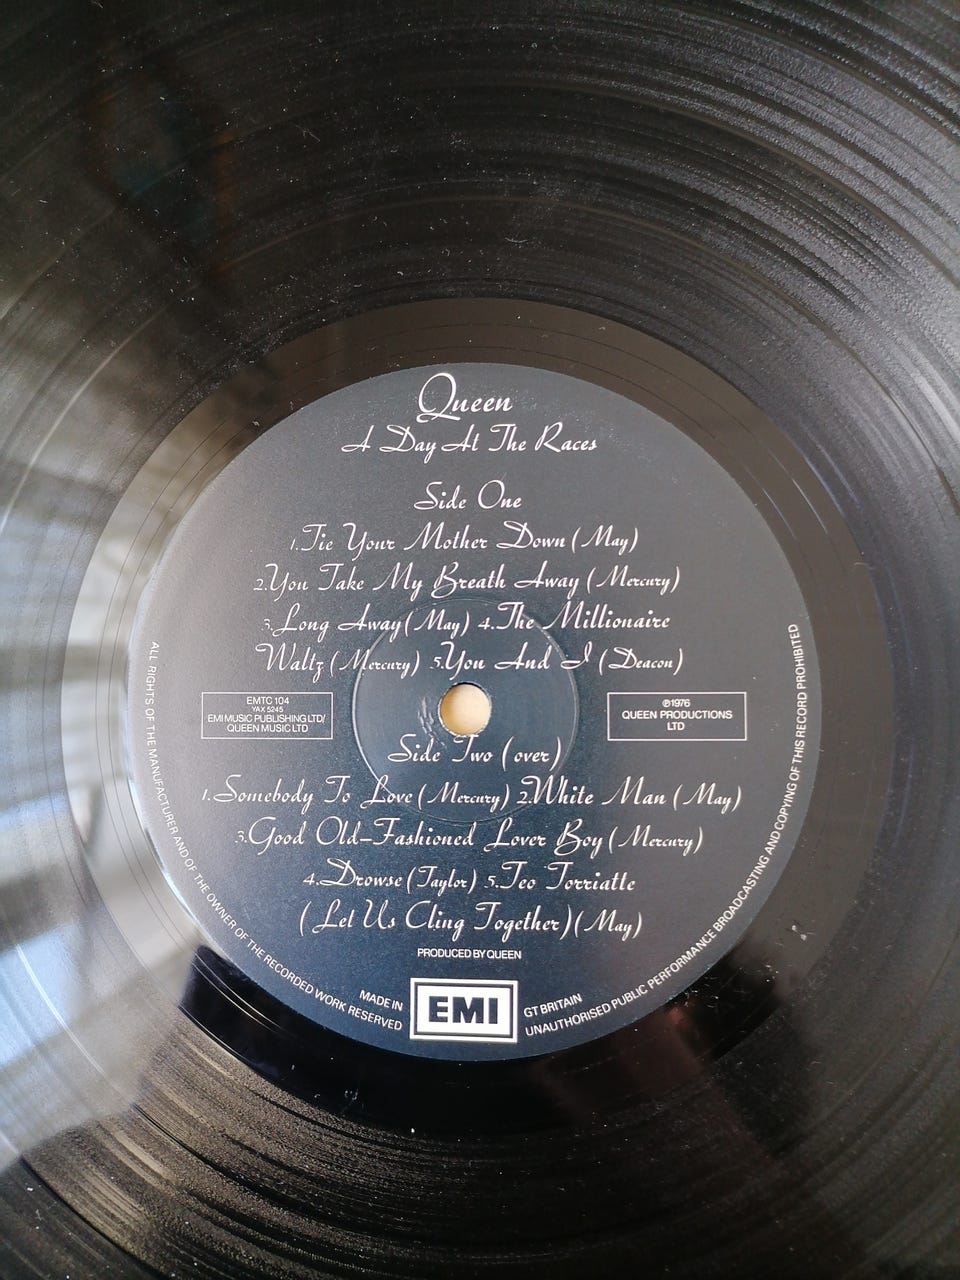 Queen
A Day At The Races
Side One
1.Tie Your Mother Down (May)
2.You Take My Breath Away (Mercury)
3.Long Away (May) 4.The Millionaire
Waltz (Mercury) 5.You And I (Deacon)
EMTC 104
YAX 5245
EMI MUSIC PUBLISHING LTD/
QUEEN MUSIC LTD
℗1976
QUEEN PRODUCTIONS
LTD
Side Two (over)
1.Somebody To Love (Mercury) 2.White Man (May)
3.Good Old-Fashioned Lover Boy (Mercury)
4.Drowse (Taylor) 5.Teo Torriatte
(Let Us Cling Together) (May)
PRODUCED BY QUEEN
MADE IN
EMI
GT BRITAIN
ALL RIGHTS OF THE MANUFACTURER AND OF THE OWNER OF THE RECORDED WORK RESERVED
UNAUTHORISED PUBLIC PERFORMANCE BROADCASTING AND COPYING OF THIS RECORD PROHIBITED